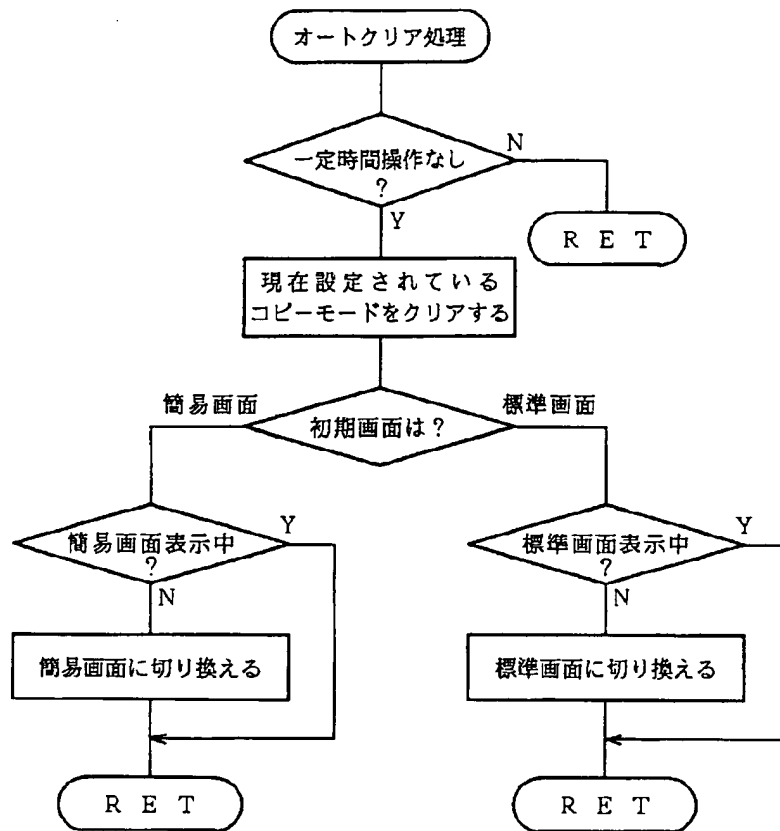 オートクリア処理
一定時間操作なし
?
N
Y
R E T
現在設定されている
コピーモードをクリアする
簡易画面
標準画面
初期画面は?
簡易画面表示中
?
Y
N
標準画面表示中
?
Y
N
簡易画面に切り換える
標準画面に切り換える
R E T
R E T